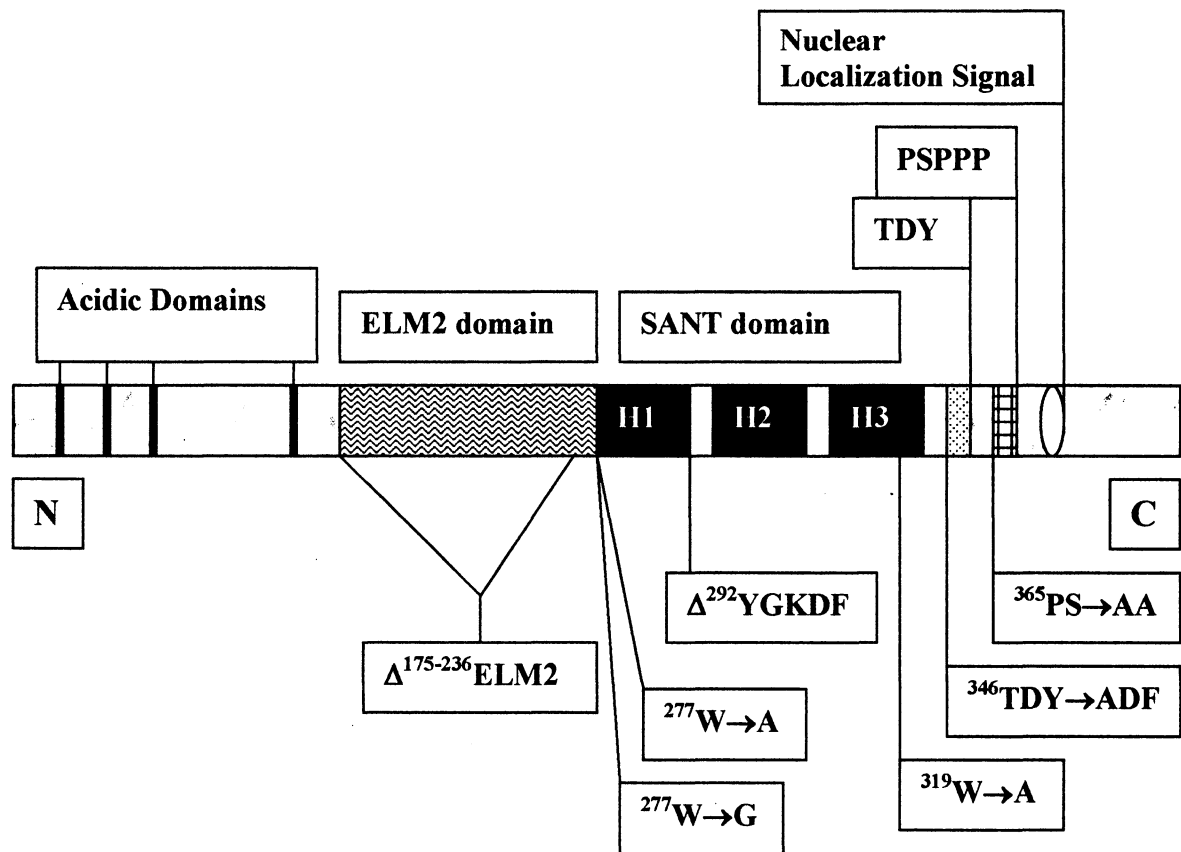 Nuclear
Localization Signal
PSPPP
TDY
Acidic Domains
ELM2 domain
SANT domain
H1
H2
H3
N
C
Δ²⁹²YGKDF
³⁶⁵PS→AA
Δ¹⁷⁵⁻²³⁶ELM2
³⁴⁶TDY→ADF
²⁷⁷W→A
³¹⁹W→A
²⁷⁷W→G